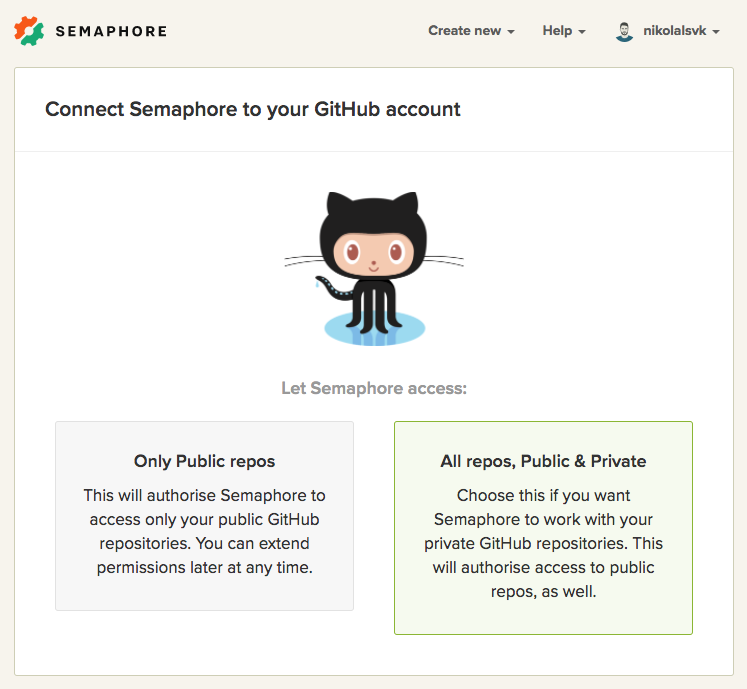 SEMAPHORE
Create new
Help
nikolalsvk
Connect Semaphore to your GitHub account
Let Semaphore access:
Only Public repos
This will authorise Semaphore to
access only your public GitHub
repositories. You can extend
permissions later at any time.
All repos, Public & Private
Choose this if you want
Semaphore to work with your
private GitHub repositories. This
will authorise access to public
repos, as well.